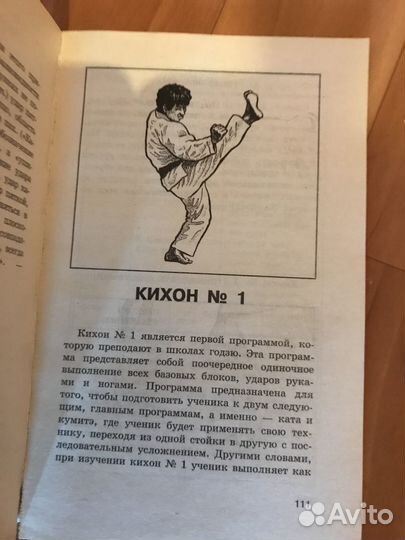 КИХОН № 1
Кихон № 1 является первой программой, ко-
торую преподают в школах годзю. Эта програм-
ма представляет собой поочередное одиночное
выполнение всех базовых блоков, ударов рука-
ми и ногами. Программа предназначена для
того, чтобы подготовить ученика к двум следую-
щим, главным программам, а именно — ката и
кумитэ, где ученик будет применять свою тех-
нику, переходя из одной стойки в другую с пос-
ледовательным усложнением. Другими словами,
при изучении кихон № 1 ученик выполняет как
111
Avito